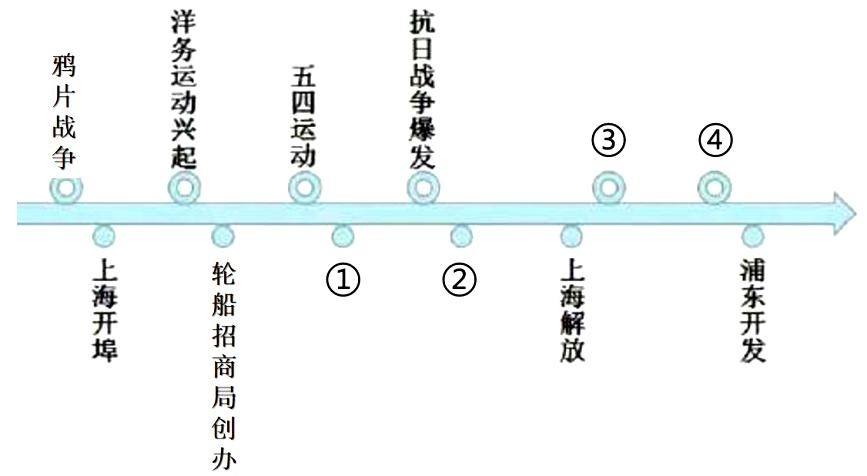 鸦片战争
洋务运动兴起
五四运动
抗日战争爆发
③
④
上海开埠
轮船招商局创办
①
②
上海解放
浦东开发